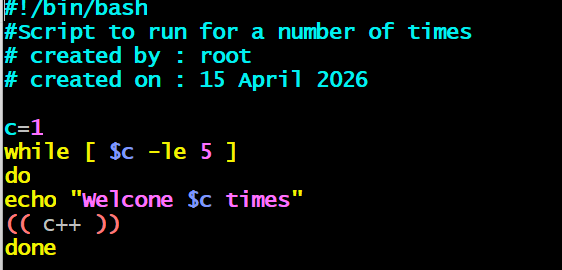 #!/bin/bash
#Script to run for a number of times
# created by : root
# created on : 15 April 2026
c=1
while [ $c -le 5 ]
do
echo "Welcone $c times"
(( c++ ))
done